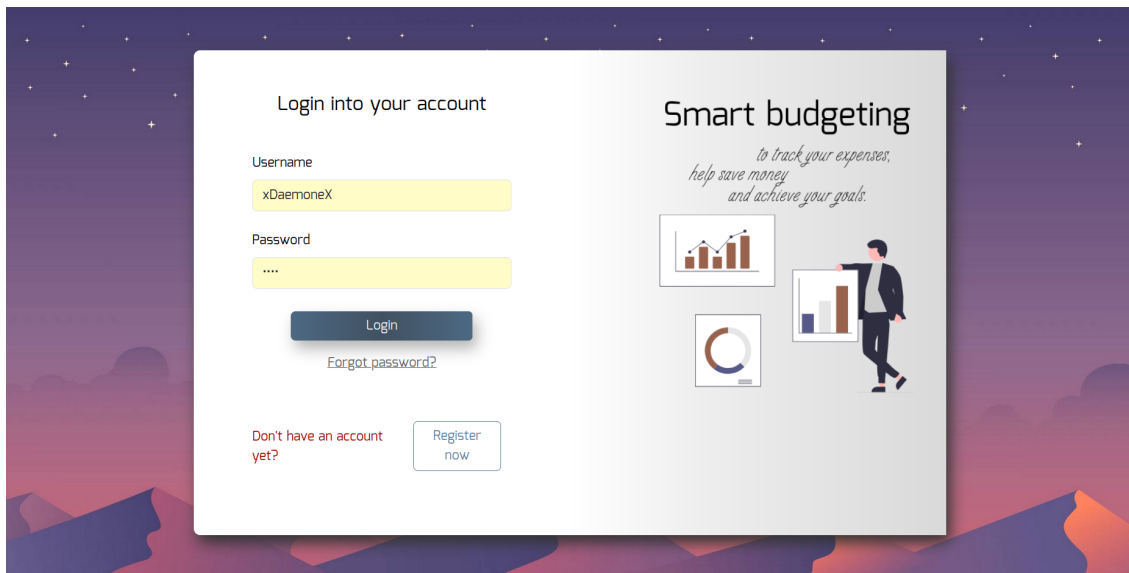 Login into your account
Username
xDaemoneX
Password
••••
Login
Forgot password?
Don't have an account
yet?
Register
now
Smart budgeting
to track your expenses,
help save money
and achieve your goals.